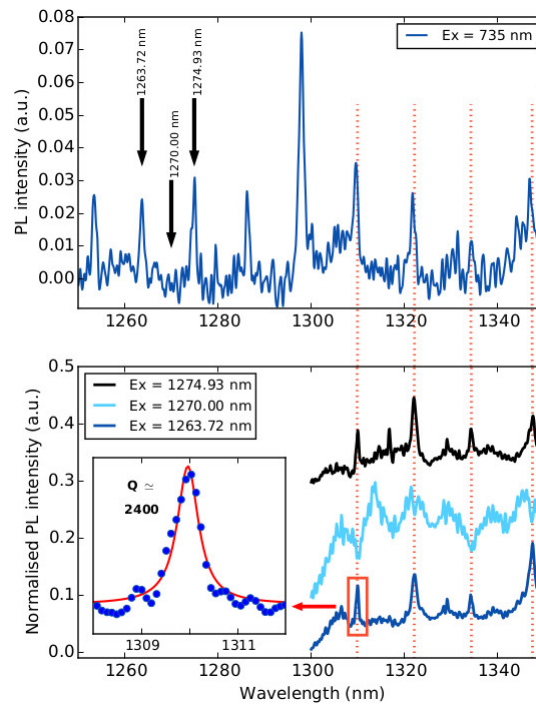 0.08
0.07
0.06
0.05
0.04
0.03
0.02
0.01
0.00
PL intensity (a.u.)
1263.72 nm
1270.00 nm
1274.93 nm
Ex = 735 nm
1260
1280
1300
1320
1340
0.5
0.4
0.3
0.2
0.1
0.0
Normalised PL intensity (a.u.)
Ex = 1274.93 nm
Ex = 1270.00 nm
Ex = 1263.72 nm
Q ≃
2400
1309
1311
1260
1280
1300
1320
1340
Wavelength (nm)